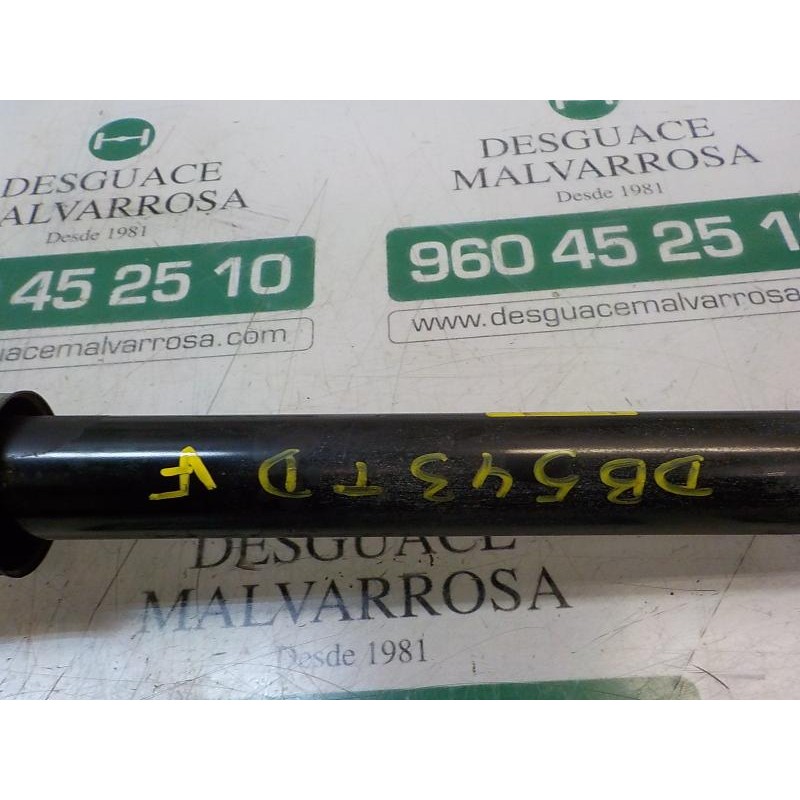 DESGUACE
MALVARROSA
Desde 1981
45 25 10
DESGUACE
MALVARROSA
Desde 1981
960 45 25 1
www.desguacemalvarrosa
uacemalvarrosa.com
DB543 T D
DESGUACE
MALVARROSA
Desde 1981